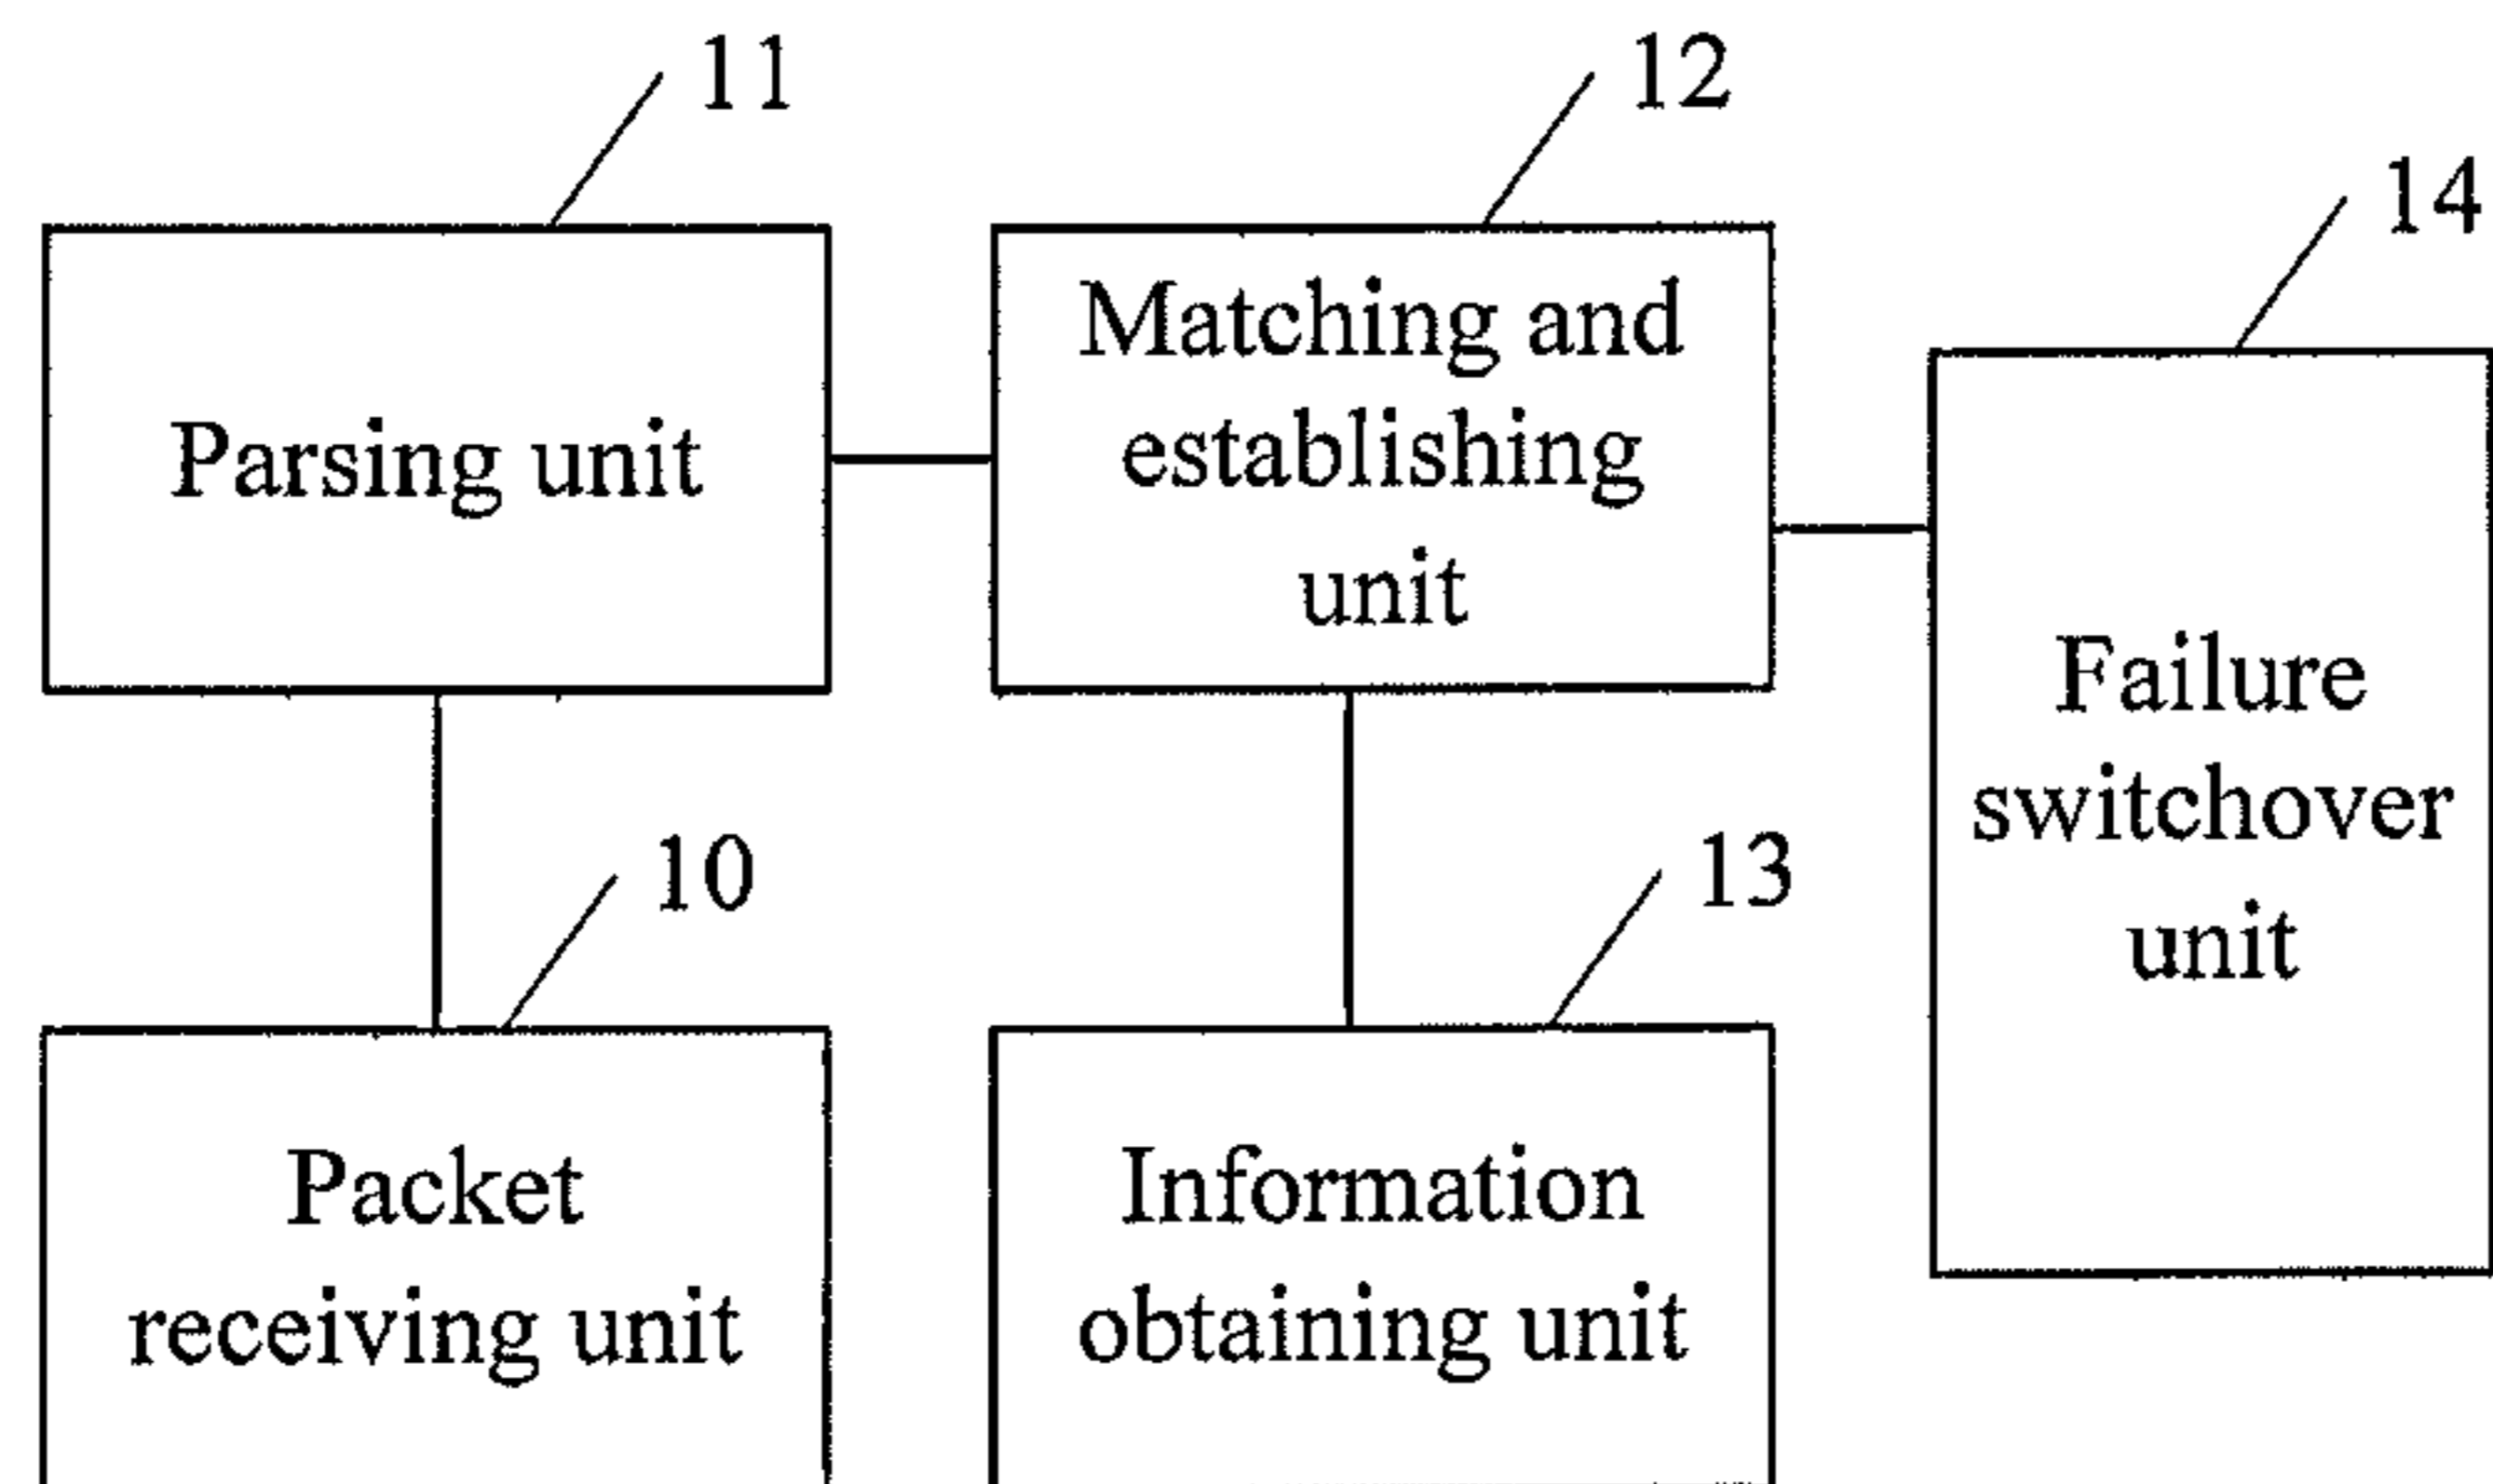 11
12
14
Parsing unit
Matching and
establishing
unit
Failure
switchover
unit
10
13
Packet
receiving unit
Information
obtaining unit